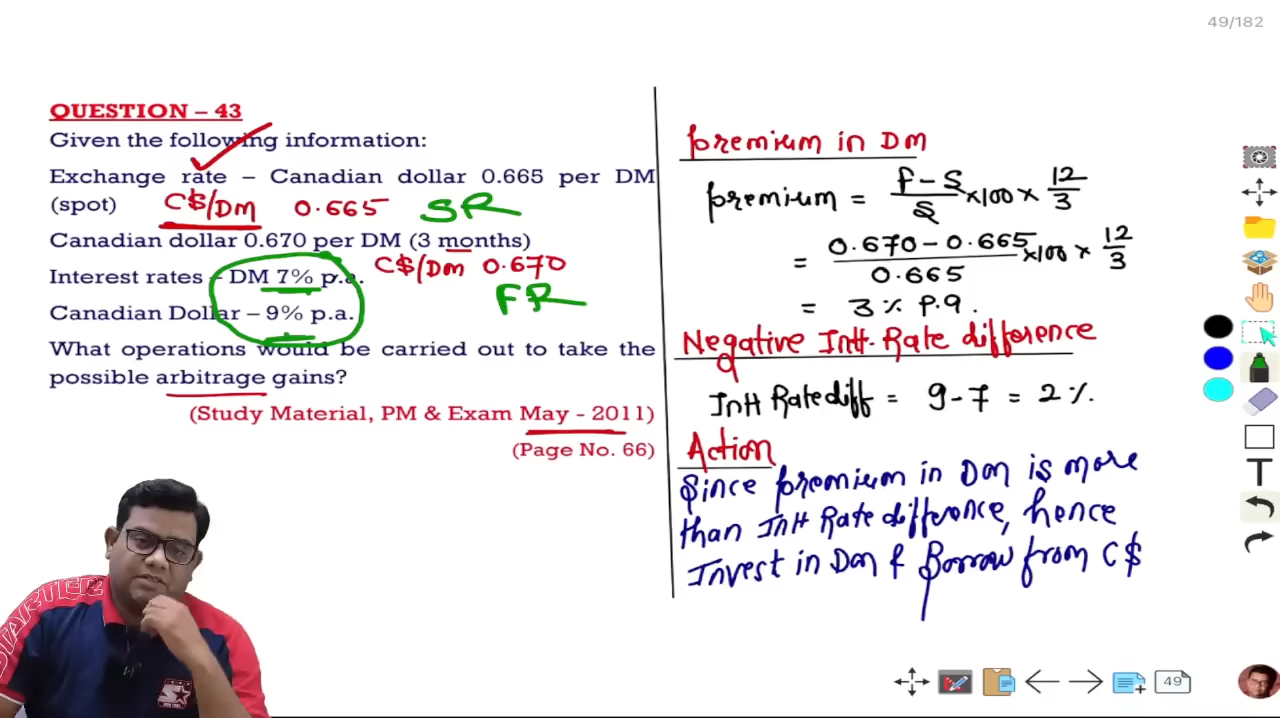 49/182
QUESTION – 43
Given the following information:
Exchange rate – Canadian dollar 0.665 per DM
(spot) C$/Dm 0.665 SR
Canadian dollar 0.670 per DM (3 months)
Interest rates – DM 7% p.a. C$/Dm 0.670
FR
Canadian Dollar – 9% p.a.
What operations would be carried out to take the
possible arbitrage gains?
(Study Material, PM & Exam May - 2011)
(Page No. 66)
premium in Dm
premium = F-S/S ×100 × 12/3
= 0.670-0.665/0.665 ×100 × 12/3
= 3% p.a.
Negative Intt. Rate difference
Intt Rate diff = 9-7 = 2%.
Action
Since premium in Dm is more
than Intt Rate difference, hence
Invest in Dm & Borrow from C$
STARTER
T
49